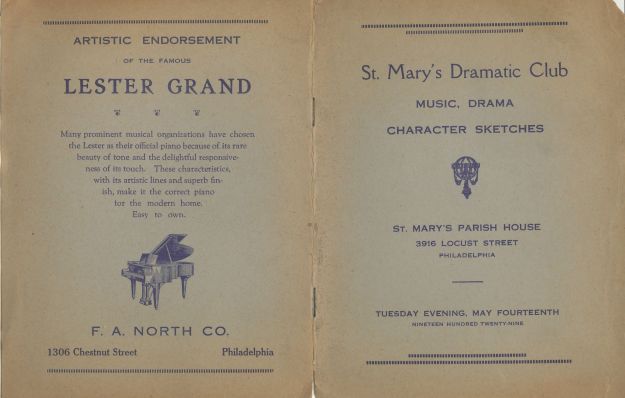 ARTISTIC ENDORSEMENT
OF THE FAMOUS
LESTER GRAND
Many prominent musical organizations have chosen
the Lester as their official piano because of its rare
beauty of tone and the delightful responsive-
ness of its touch. These characteristics,
with its artistic lines and superb fin-
ish, make it the correct piano
for the modern home.
Easy to own.
F. A. NORTH CO.
1306 Chestnut Street Philadelphia
St. Mary's Dramatic Club
MUSIC, DRAMA
CHARACTER SKETCHES
ST. MARY'S PARISH HOUSE
3916 LOCUST STREET
PHILADELPHIA
TUESDAY EVENING, MAY FOURTEENTH
NINETEEN HUNDRED TWENTY-NINE